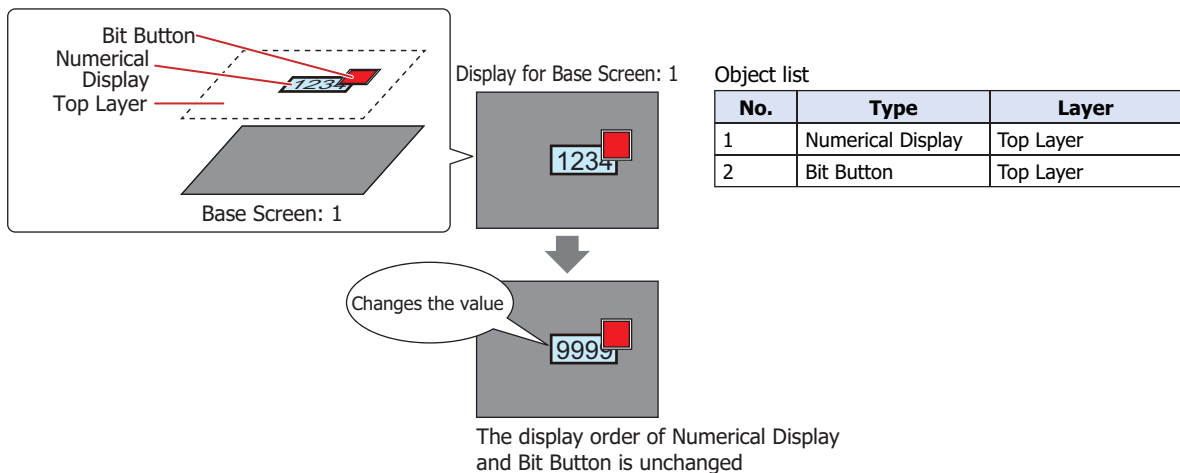 Bit Button
Numerical
Display
Top Layer
1234
Base Screen: 1
Display for Base Screen: 1
1234
Changes the value
9999
The display order of Numerical Display
and Bit Button is unchanged
Object list
No. Type Layer
1 Numerical Display Top Layer
2 Bit Button Top Layer